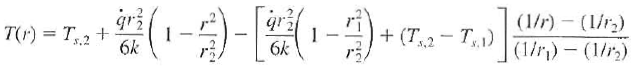 T(r) = T_{s,2} + \frac{\dot{q}r_2^2}{6k}\left(1 - \frac{r^2}{r_2^2}\right) - \left[\frac{\dot{q}r_2^2}{6k}\left(1 - \frac{r_1^2}{r_2^2}\right) + (T_{s,2} - T_{s,1})\right]\frac{(1/r) - (1/r_2)}{(1/r_1) - (1/r_2)}